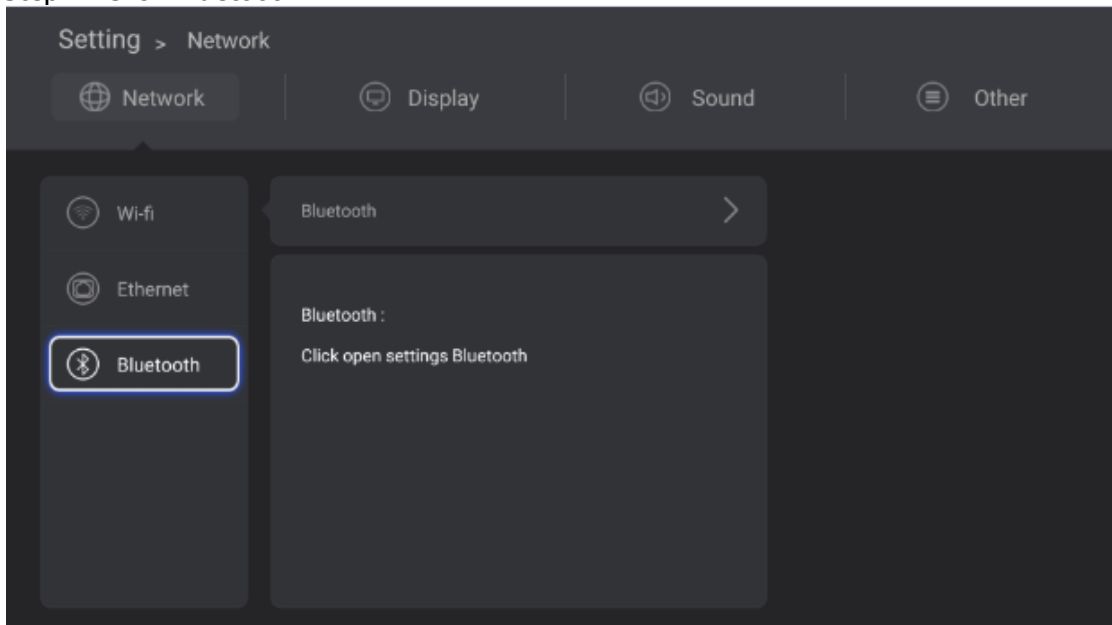 Setting > Network
Network
Display
Sound
Other
Wi-fi
Bluetooth
Ethernet
Bluetooth :
Click open settings Bluetooth
Bluetooth